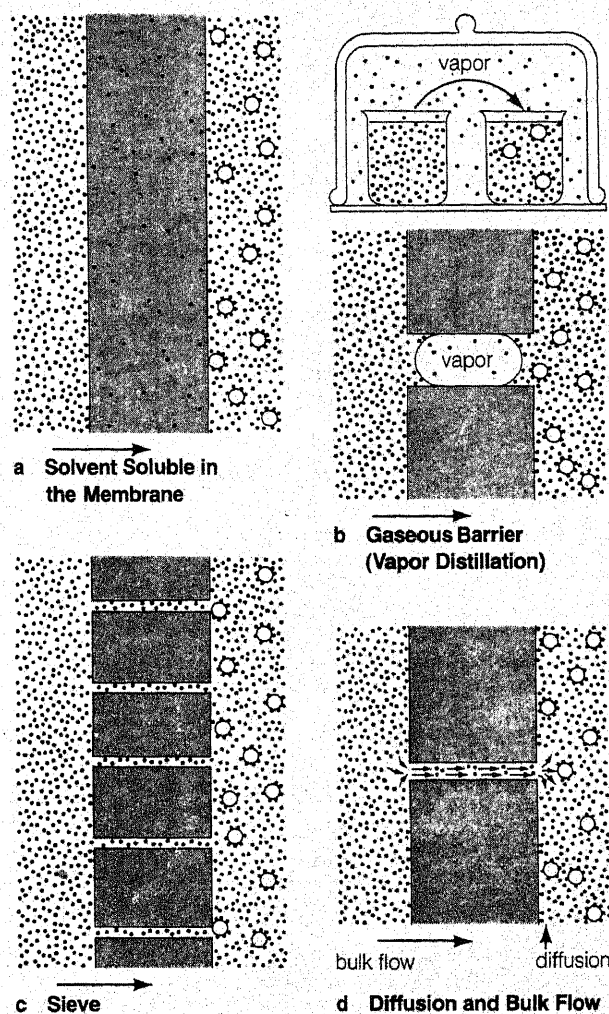 vapor
vapor
a Solvent Soluble in
the Membrane
b Gaseous Barrier
(Vapor Distillation)
c Sieve
bulk flow
diffusion
d Diffusion and Bulk Flow